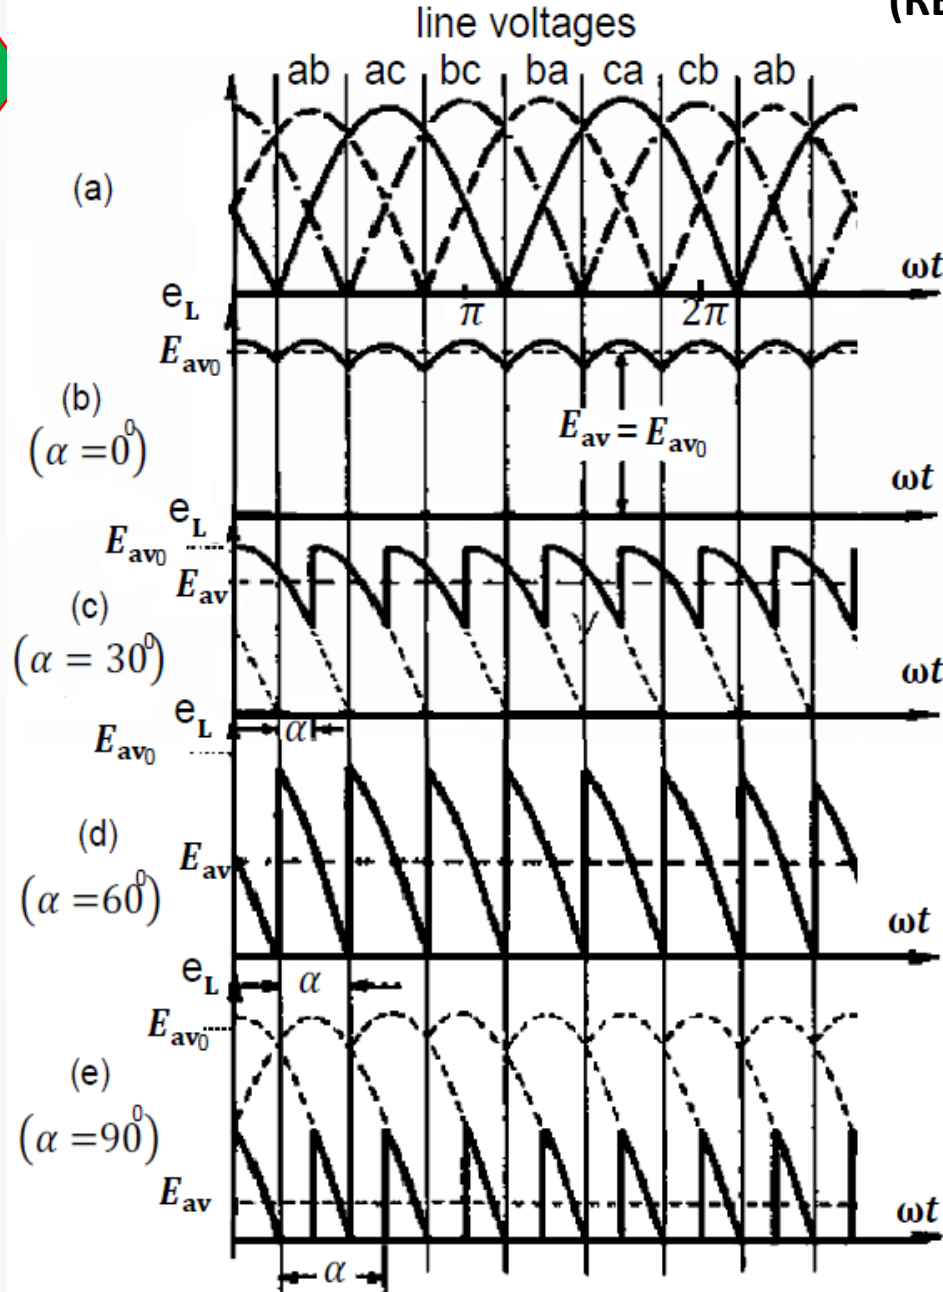 (RE
line voltages
ab ac bc ba ca cb ab
(a)
ωt
e_L
π 2π
E_av0
(b)
(α = 0⁰)
E_av = E_av0
ωt
e_L
E_av0
E_av
(c)
(α = 30⁰)
ωt
e_L
α
E_av0
(d)
E_av
(α = 60⁰)
ωt
e_L
α
E_av0
(e)
(α = 90⁰)
E_av
ωt
α